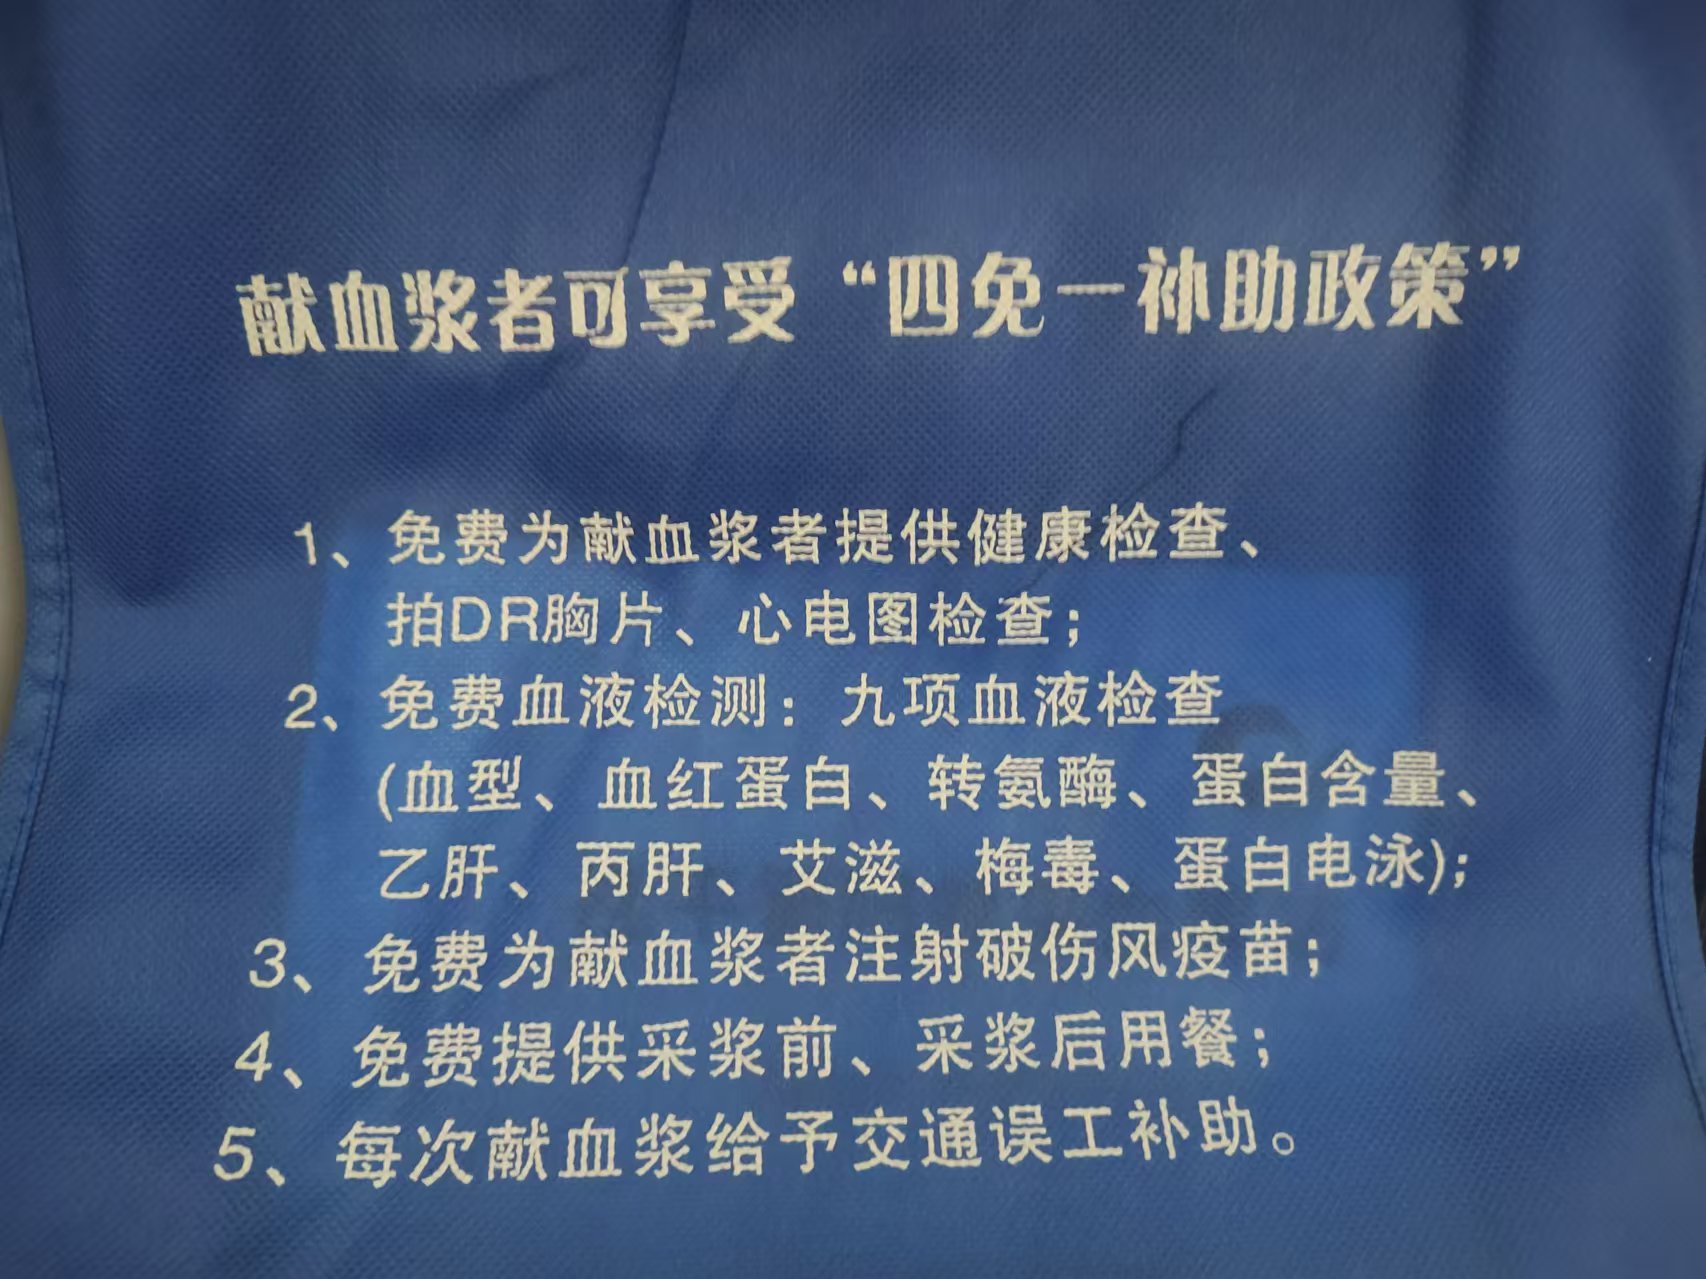 献血浆者可享受“四免一补助政策”
1、免费为献血浆者提供健康检查、
拍DR胸片、心电图检查；
2、免费血液检测：九项血液检查
(血型、血红蛋白、转氨酶、蛋白含量、
乙肝、丙肝、艾滋、梅毒、蛋白电泳)；
3、免费为献血浆者注射破伤风疫苗；
4、免费提供采浆前、采浆后用餐；
5、每次献血浆给予交通误工补助。